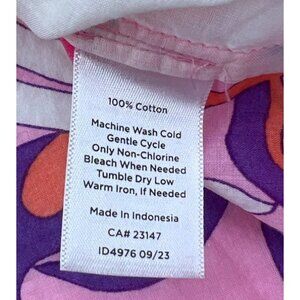 100% Cotton
Machine Wash Cold
Gentle Cycle
Only Non-Chlorine
Bleach When Needed
Tumble Dry Low
Warm Iron, If Needed
Made In Indonesia
CA# 23147
ID4976 09/23